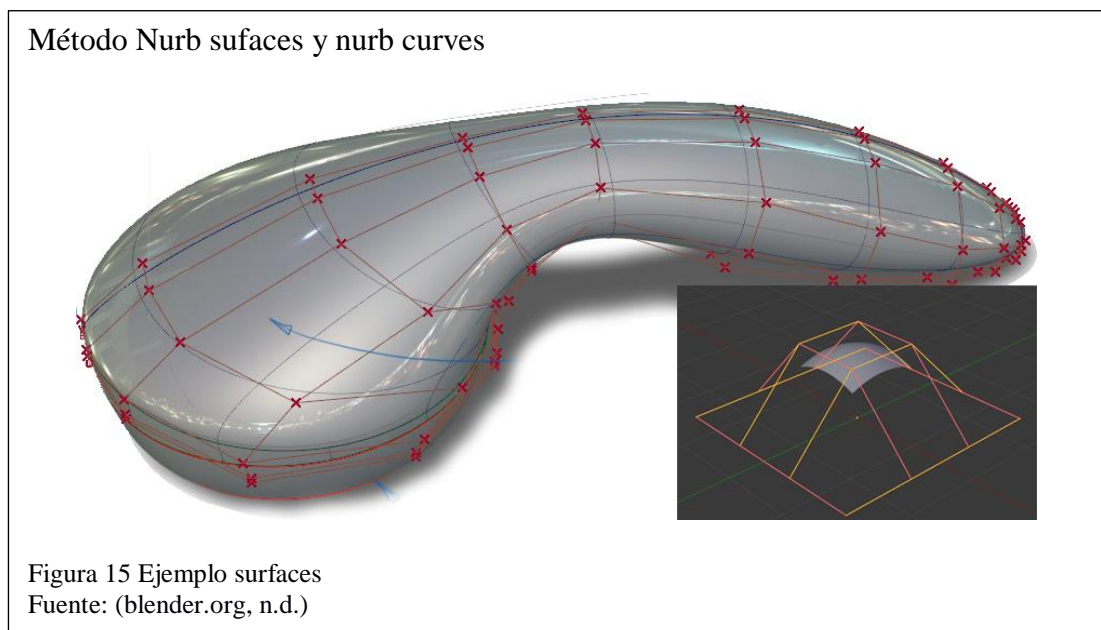 Método Nurb sufaces y nurb curves
Figura 15 Ejemplo surfaces
Fuente: (blender.org, n.d.)